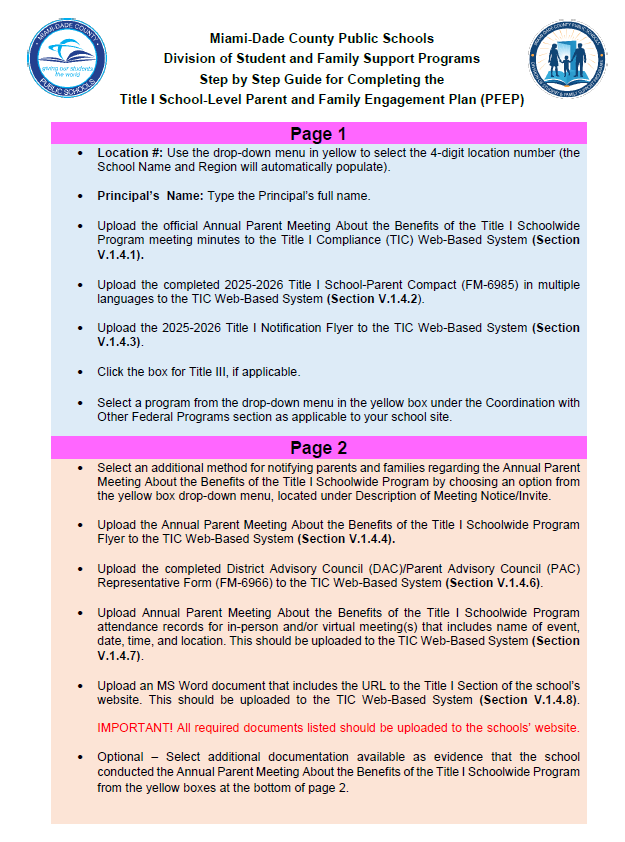 MIAMI-DADE COUNTY
giving our students
the world
PUBLIC SCHOOLS
Miami-Dade County Public Schools
Division of Student and Family Support Programs
Step by Step Guide for Completing the
Title I School-Level Parent and Family Engagement Plan (PFEP)
MIAMI-DADE COUNTY PUBLIC SCHOOLS
Page 1
• Location #: Use the drop-down menu in yellow to select the 4-digit location number (the
School Name and Region will automatically populate).
• Principal's Name: Type the Principal's full name.
• Upload the official Annual Parent Meeting About the Benefits of the Title I Schoolwide
Program meeting minutes to the Title I Compliance (TIC) Web-Based System (Section
V.1.4.1).
• Upload the completed 2025-2026 Title I School-Parent Compact (FM-6985) in multiple
languages to the TIC Web-Based System (Section V.1.4.2).
• Upload the 2025-2026 Title I Notification Flyer to the TIC Web-Based System (Section
V.1.4.3).
• Click the box for Title III, if applicable.
• Select a program from the drop-down menu in the yellow box under the Coordination with
Other Federal Programs section as applicable to your school site.
Page 2
• Select an additional method for notifying parents and families regarding the Annual Parent
Meeting About the Benefits of the Title I Schoolwide Program by choosing an option from
the yellow box drop-down menu, located under Description of Meeting Notice/Invite.
• Upload the Annual Parent Meeting About the Benefits of the Title I Schoolwide Program
Flyer to the TIC Web-Based System (Section V.1.4.4).
• Upload the completed District Advisory Council (DAC)/Parent Advisory Council (PAC)
Representative Form (FM-6966) to the TIC Web-Based System (Section V.1.4.6).
• Upload Annual Parent Meeting About the Benefits of the Title I Schoolwide Program
attendance records for in-person and/or virtual meeting(s) that includes name of event,
date, time, and location. This should be uploaded to the TIC Web-Based System (Section
V.1.4.7).
• Upload an MS Word document that includes the URL to the Title I Section of the school's
website. This should be uploaded to the TIC Web-Based System (Section V.1.4.8).
IMPORTANT! All required documents listed should be uploaded to the schools' website.
• Optional – Select additional documentation available as evidence that the school
conducted the Annual Parent Meeting About the Benefits of the Title I Schoolwide Program
from the yellow boxes at the bottom of page 2.